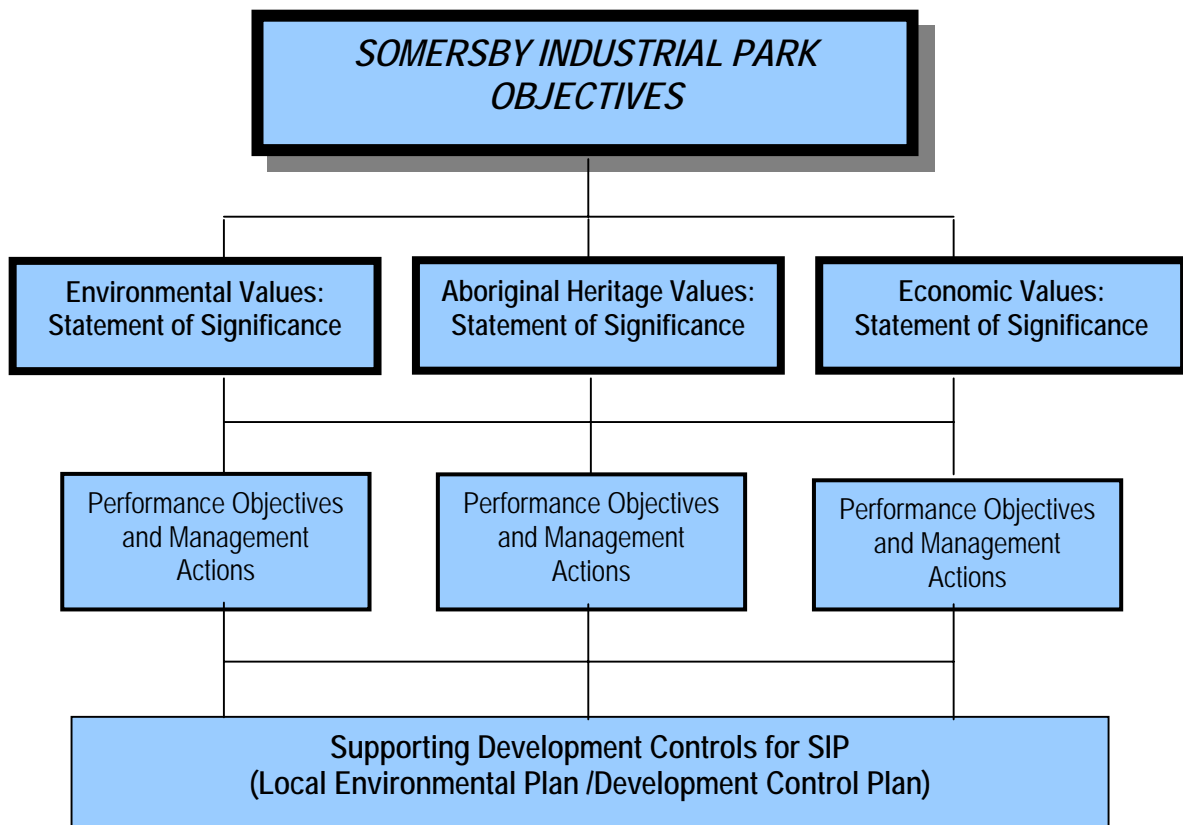 SOMERSBY INDUSTRIAL PARK
OBJECTIVES
Environmental Values:
Statement of Significance
Aboriginal Heritage Values:
Statement of Significance
Economic Values:
Statement of Significance
Performance Objectives
and Management
Actions
Performance Objectives
and Management
Actions
Performance Objectives
and Management
Actions
Supporting Development Controls for SIP
(Local Environmental Plan /Development Control Plan)